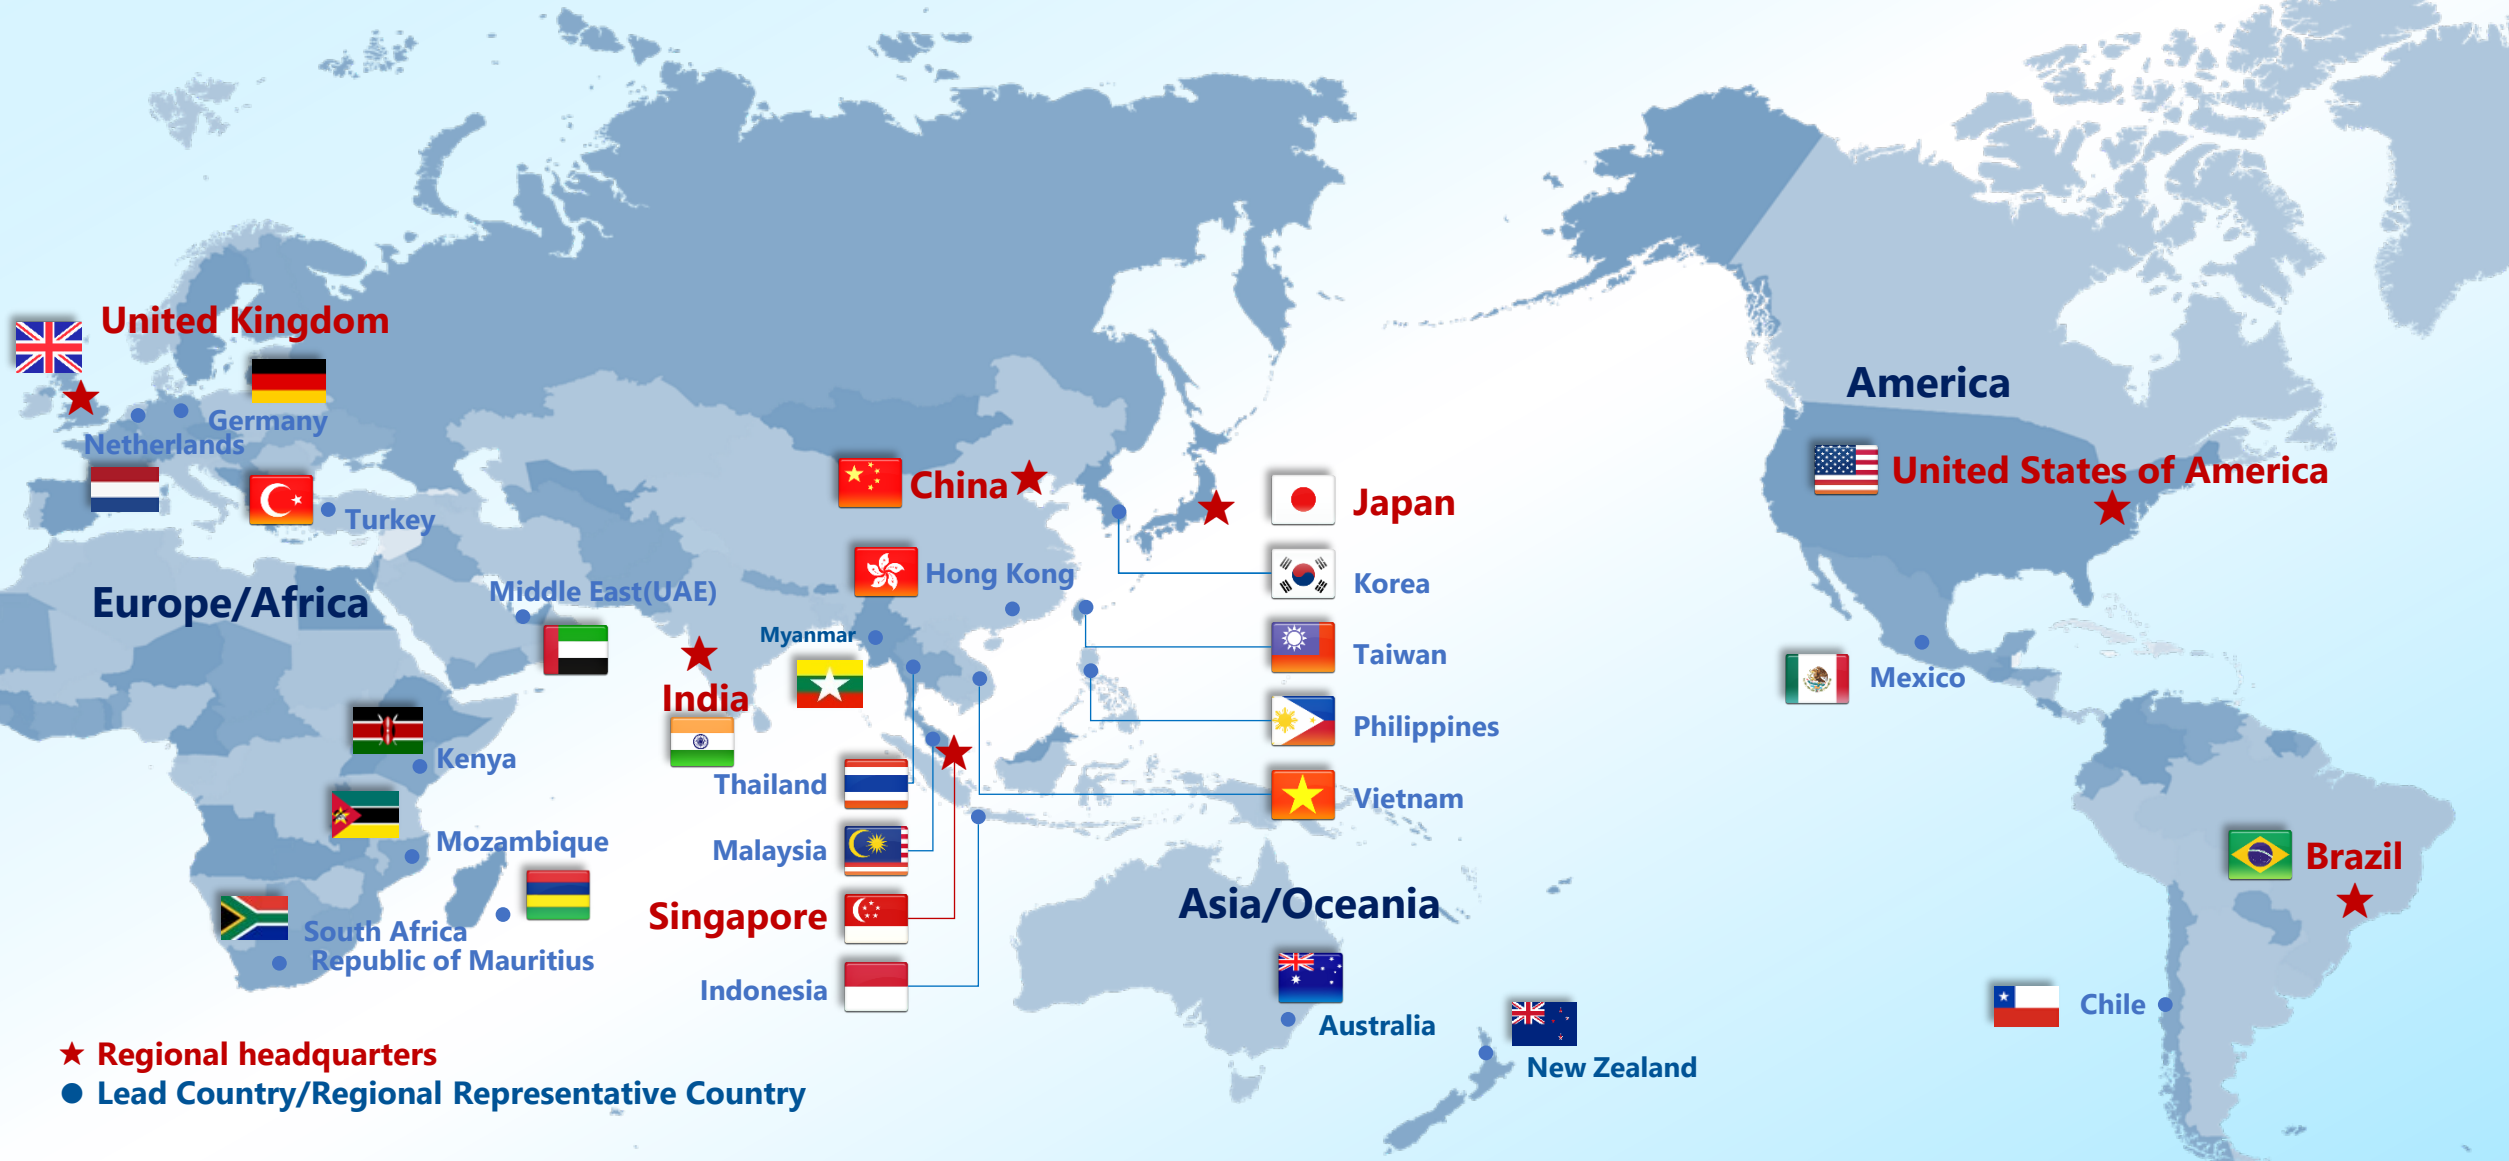 United Kingdom
Germany
Netherlands
Turkey
Europe/Africa
Middle East(UAE)
Kenya
Mozambique
South Africa
Republic of Mauritius
China
Hong Kong
Myanmar
India
Thailand
Malaysia
Singapore
Indonesia
Japan
Korea
Taiwan
Philippines
Vietnam
Asia/Oceania
Australia
New Zealand
America
United States of America
Mexico
Brazil
Chile
Regional headquarters
Lead Country/Regional Representative Country